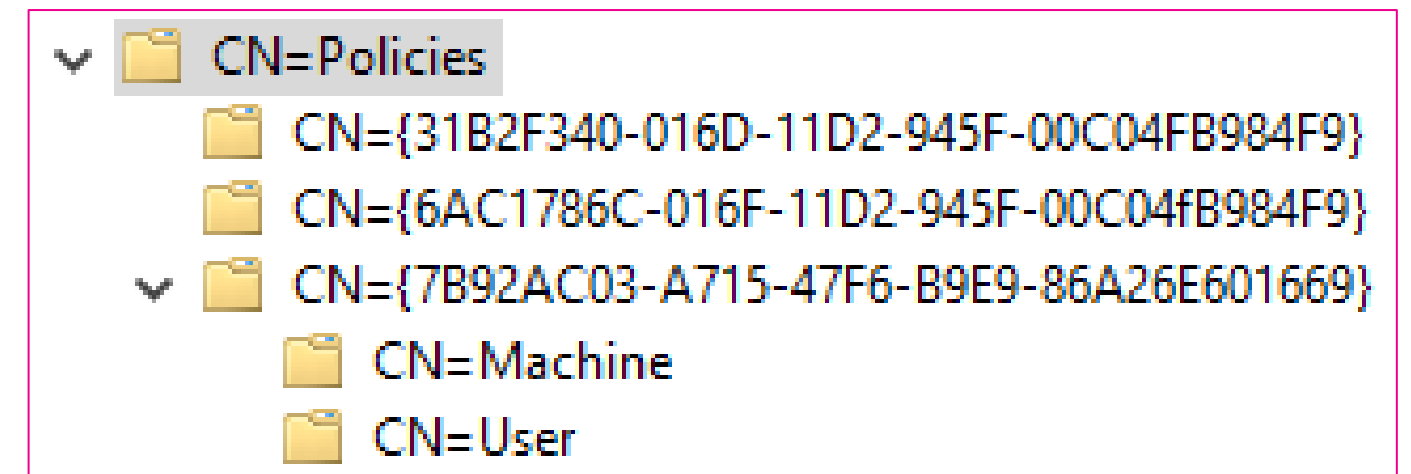 CN=Policies
CN={31B2F340-016D-11D2-945F-00C04FB984F9}
CN={6AC1786C-016F-11D2-945F-00C04fB984F9}
CN={7B92AC03-A715-47F6-B9E9-86A26E601669}
CN=Machine
CN=User